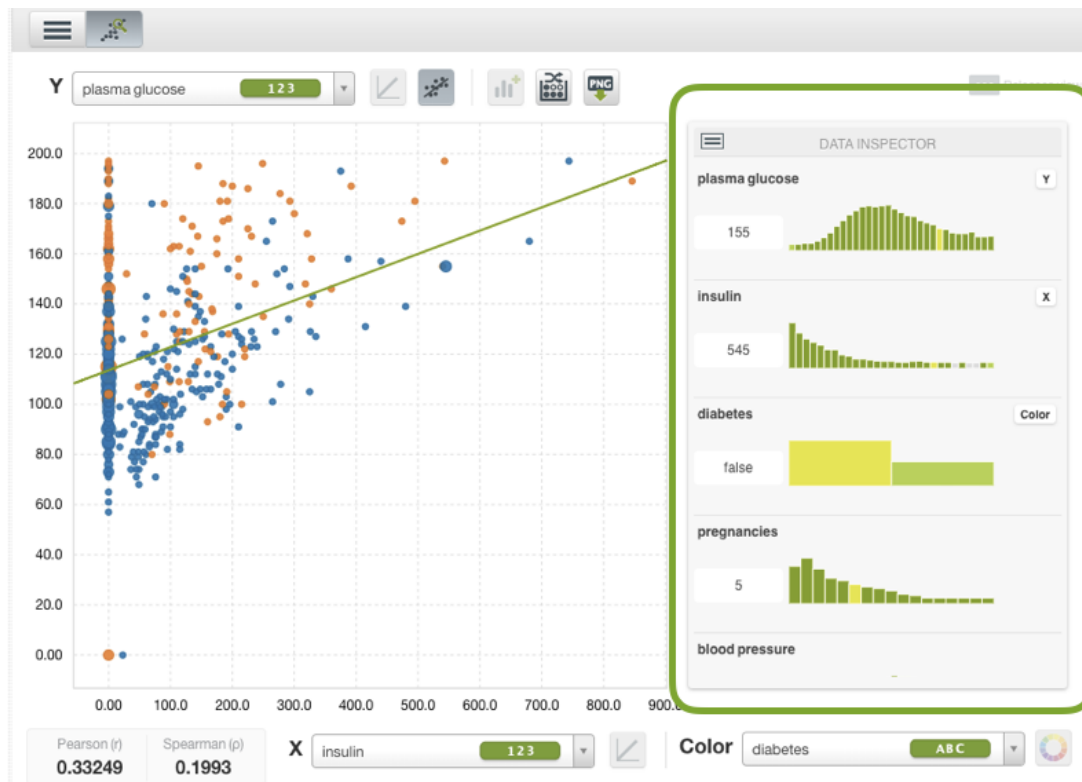 Y plasma glucose 123 PNG
DATA INSPECTOR
plasma glucose Y
155
insulin X
545
diabetes Color
false
pregnancies
5
blood pressure
200.0
180.0
160.0
140.0
120.0
100.0
80.0
60.0
40.0
20.0
0.00
0.00 100.0 200.0 300.0 400.0 500.0 600.0 700.0 800.0 900.0
Pearson (r) Spearman (ρ)
0.33249 0.1993
X insulin 123
Color diabetes ABC